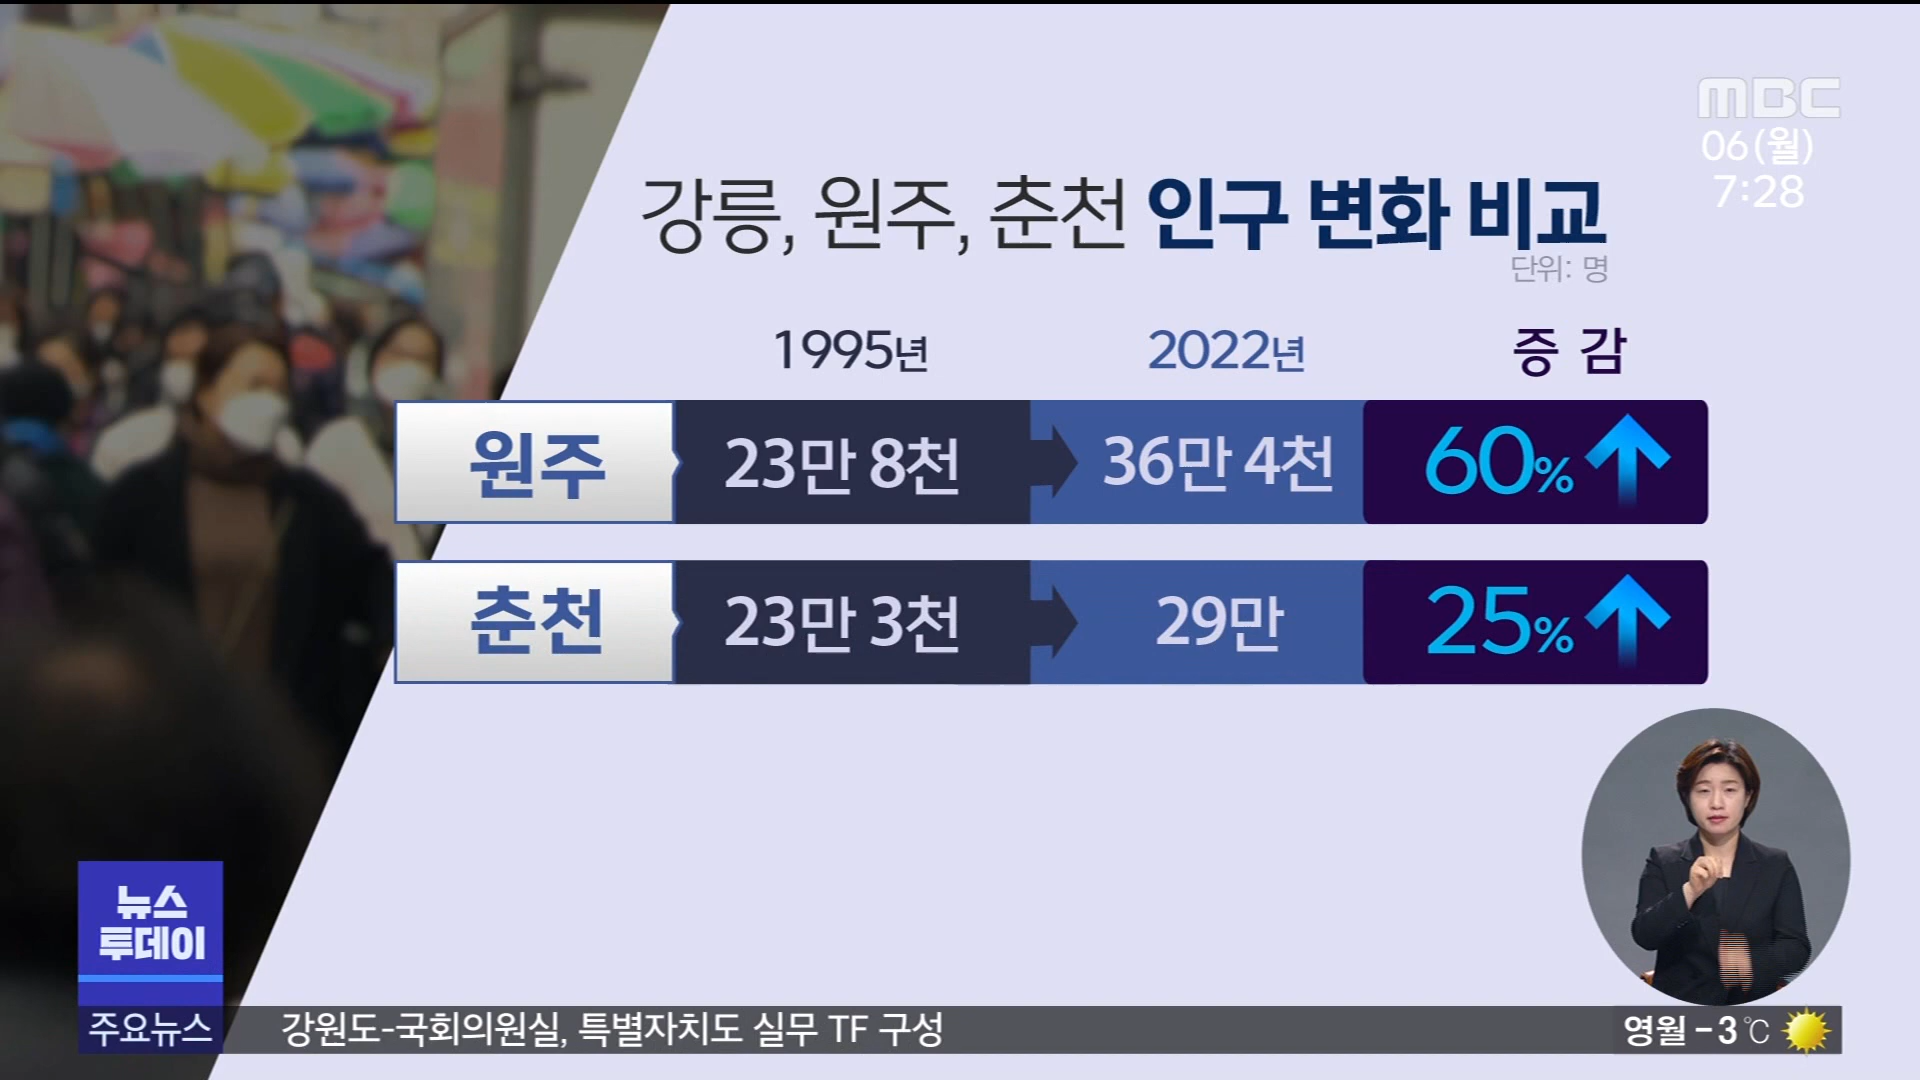 MBC
06(월)
7:28
강릉, 원주, 춘천 인구 변화 비교
단위: 명
1995년 2022년 증 감
원주 23만 8천 36만 4천 60%
춘천 23만 3천 29만 25%
뉴스
투데이
주요뉴스 강원도-국회의원실, 특별자치도 실무 TF 구성 영월 -3℃